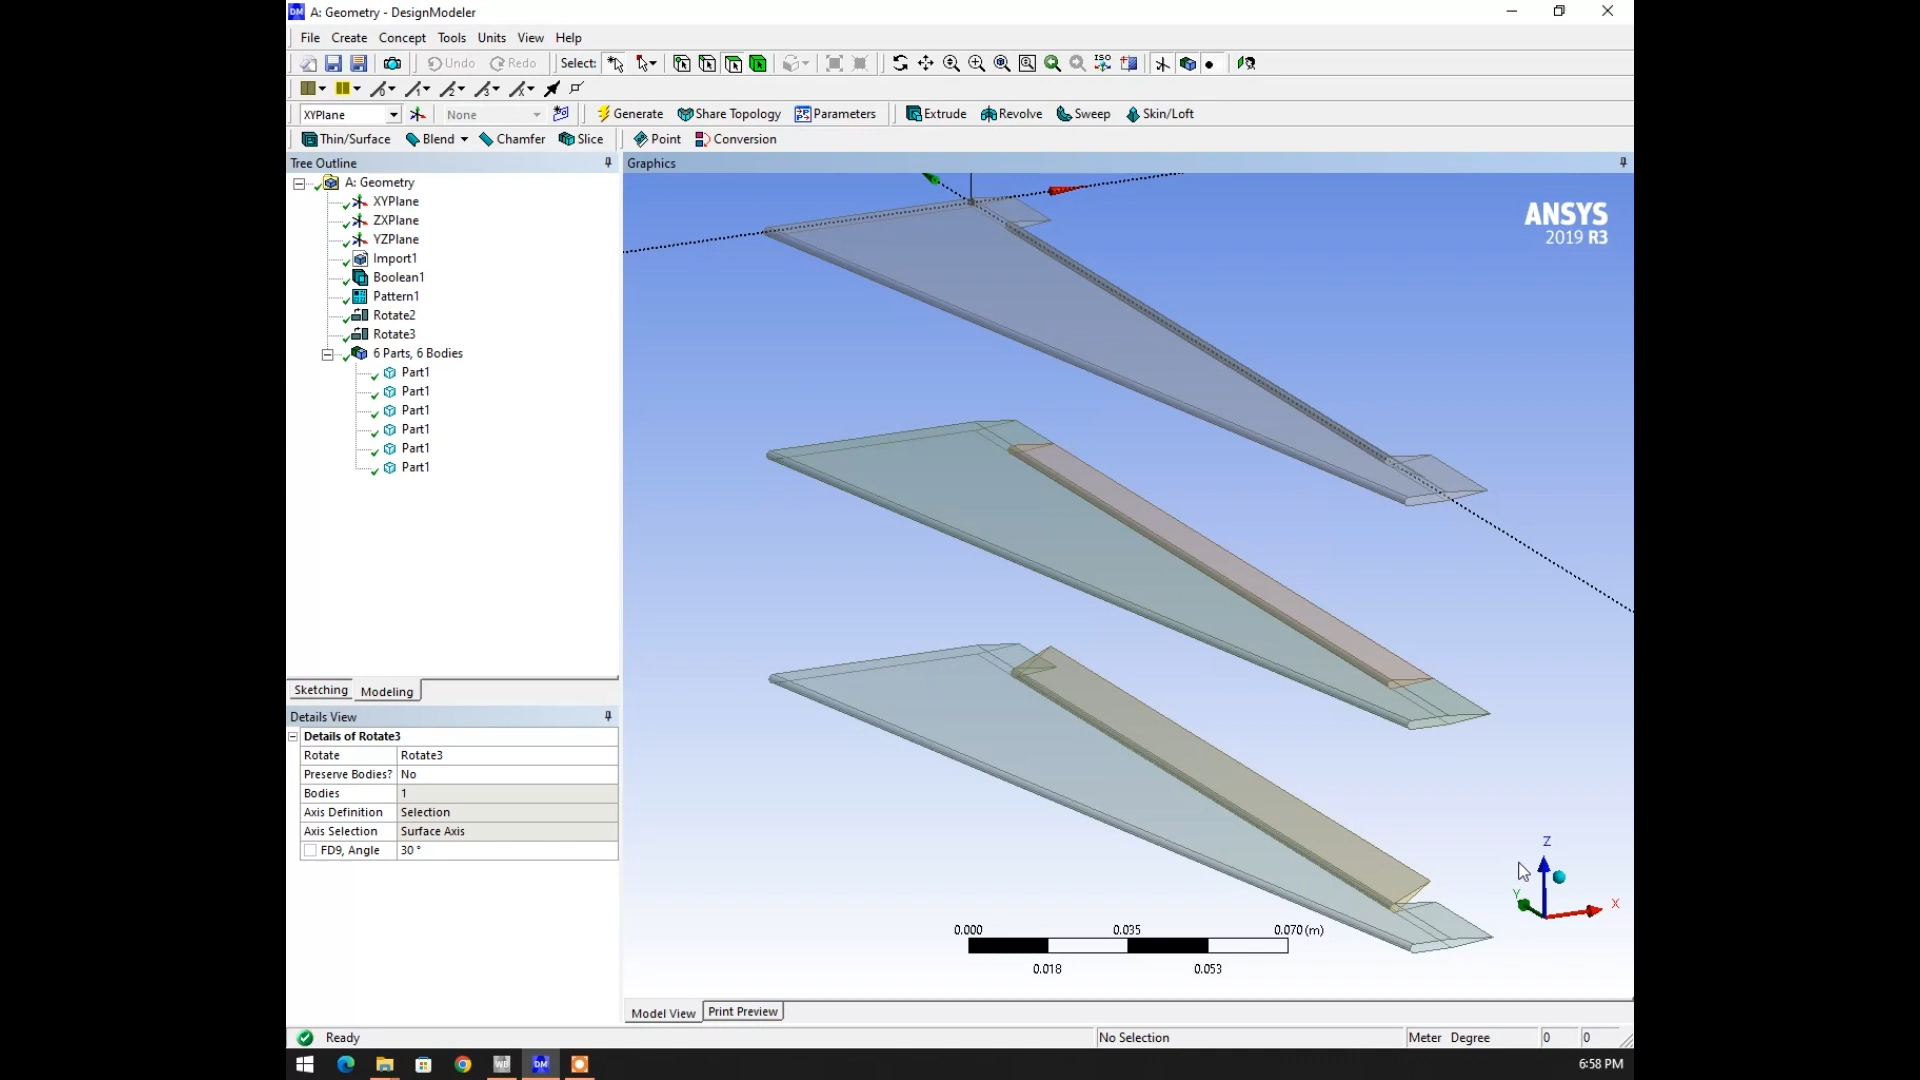 A: Geometry - DesignModeler
File Create Concept Tools Units View Help
Undo Redo Select: ISO
XYPlane None Generate Share Topology Parameters Extrude Revolve Sweep Skin/Loft
Thin/Surface Blend Chamfer Slice Point Conversion
Tree Outline
Graphics
A: Geometry
XYPlane
ZXPlane
YZPlane
Import1
Boolean1
Pattern1
Rotate2
Rotate3
6 Parts, 6 Bodies
Part1
Part1
Part1
Part1
Part1
Part1
Sketching Modeling
Details View
Details of Rotate3
Rotate Rotate3
Preserve Bodies? No
Bodies 1
Axis Definition Selection
Axis Selection Surface Axis
FD9, Angle 30 °
ANSYS
2019 R3
Z
Y
X
0.000 0.035 0.070 (m)
0.018 0.053
Model View Print Preview
Ready No Selection Meter Degree 0 0
DM
6:58 PM